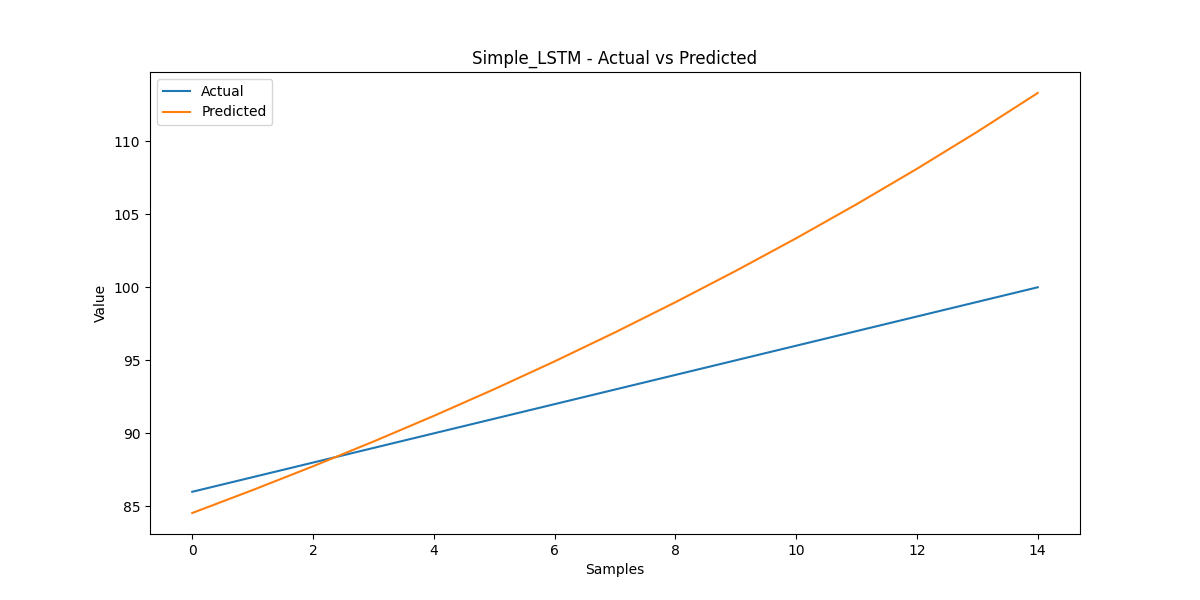 Simple_LSTM - Actual vs Predicted
Actual
Predicted
Value
110
105
100
95
90
85
0 2 4 6 8 10 12 14
Samples